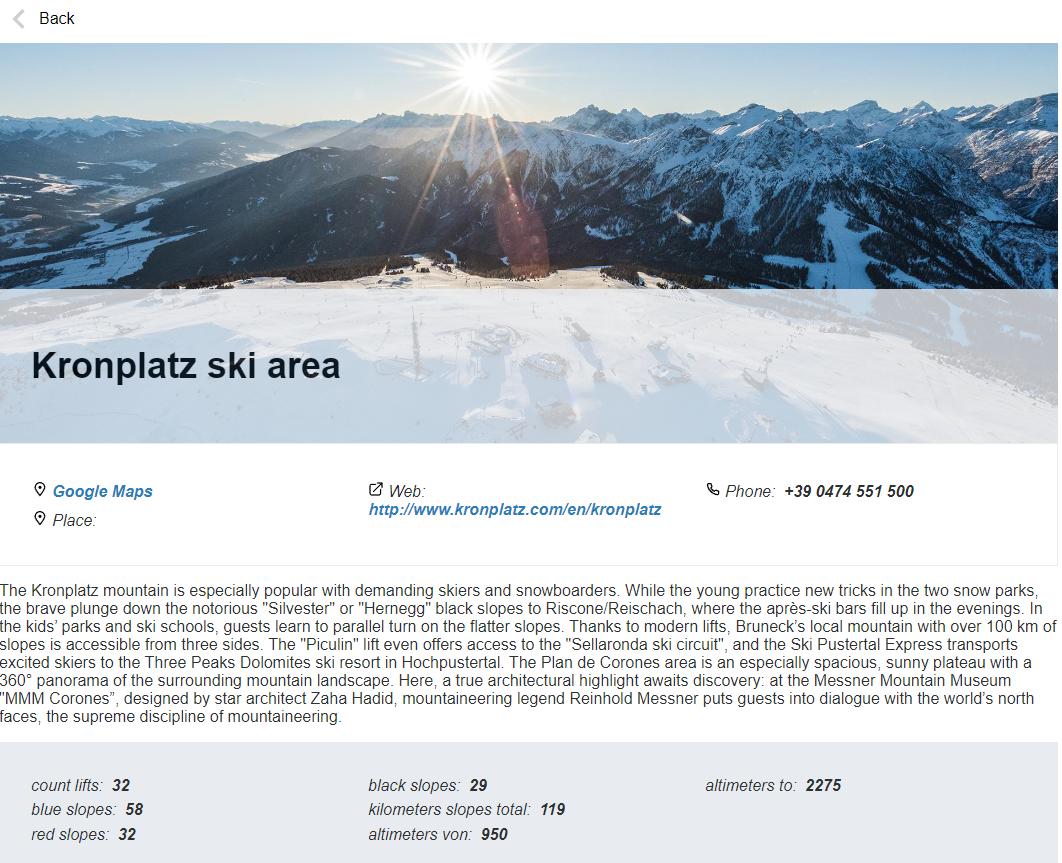 Back
Kronplatz ski area
Google Maps
Place:
Web:
http://www.kronplatz.com/en/kronplatz
Phone: +39 0474 551 500
The Kronplatz mountain is especially popular with demanding skiers and snowboarders. While the young practice new tricks in the two snow parks,
the brave plunge down the notorious "Silvester" or "Hernegg" black slopes to Riscone/Reischach, where the après-ski bars fill up in the evenings. In
the kids’ parks and ski schools, guests learn to parallel turn on the flatter slopes. Thanks to modern lifts, Bruneck’s local mountain with over 100 km of
slopes is accessible from three sides. The "Piculin" lift even offers access to the "Sellaronda ski circuit", and the Ski Pustertal Express transports
excited skiers to the Three Peaks Dolomites ski resort in Hochpustertal. The Plan de Corones area is an especially spacious, sunny plateau with a
360° panorama of the surrounding mountain landscape. Here, a true architectural highlight awaits discovery: at the Messner Mountain Museum
"MMM Corones”, designed by star architect Zaha Hadid, mountaineering legend Reinhold Messner puts guests into dialogue with the world’s north
faces, the supreme discipline of mountaineering.
count lifts: 32
blue slopes: 58
red slopes: 32
black slopes: 29
kilometers slopes total: 119
altimeters von: 950
altimeters to: 2275